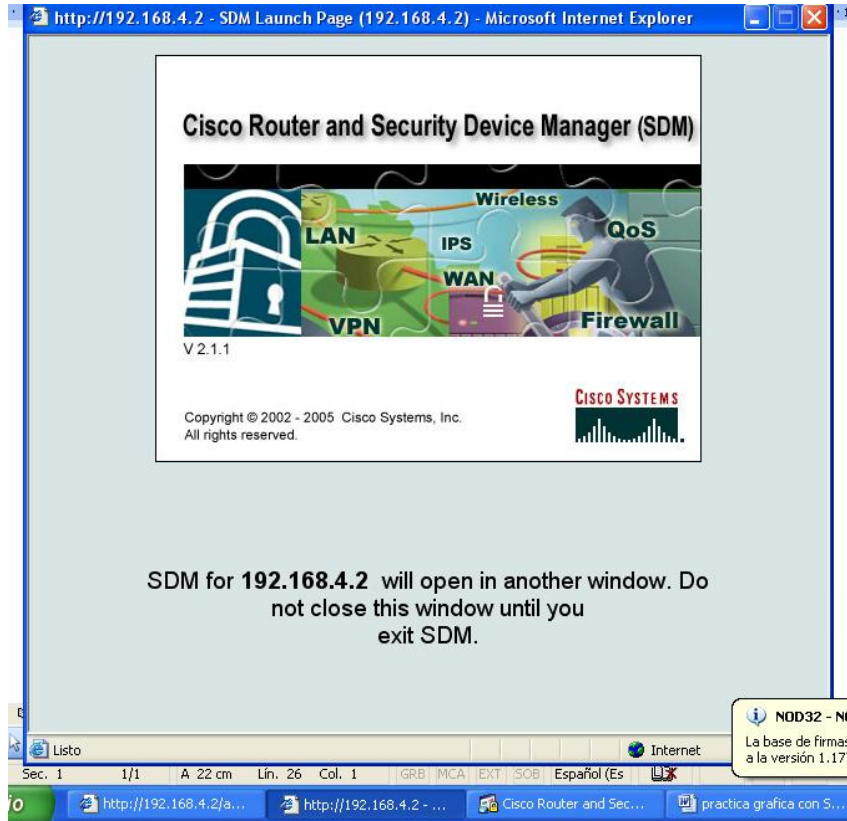 http://192.168.4.2 - SDM Launch Page (192.168.4.2) - Microsoft Internet Explorer
Cisco Router and Security Device Manager (SDM)
Wireless
LAN
QoS
IPS
WAN
VPN
Firewall
V 2.1.1
CISCO SYSTEMS
Copyright © 2002 - 2005 Cisco Systems, Inc.
All rights reserved.
SDM for 192.168.4.2 will open in another window. Do
not close this window until you
exit SDM.
NOD32 - N
La base de firmas
a la versión 1.17
Listo
Internet
Sec. 1 1/1 A 22 cm Lín. 26 Col. 1 GRB MCA EXT SOB Español (Es
io
http://192.168.4.2/a...
http://192.168.4.2 - ...
Cisco Router and Sec...
practica grafica con S...